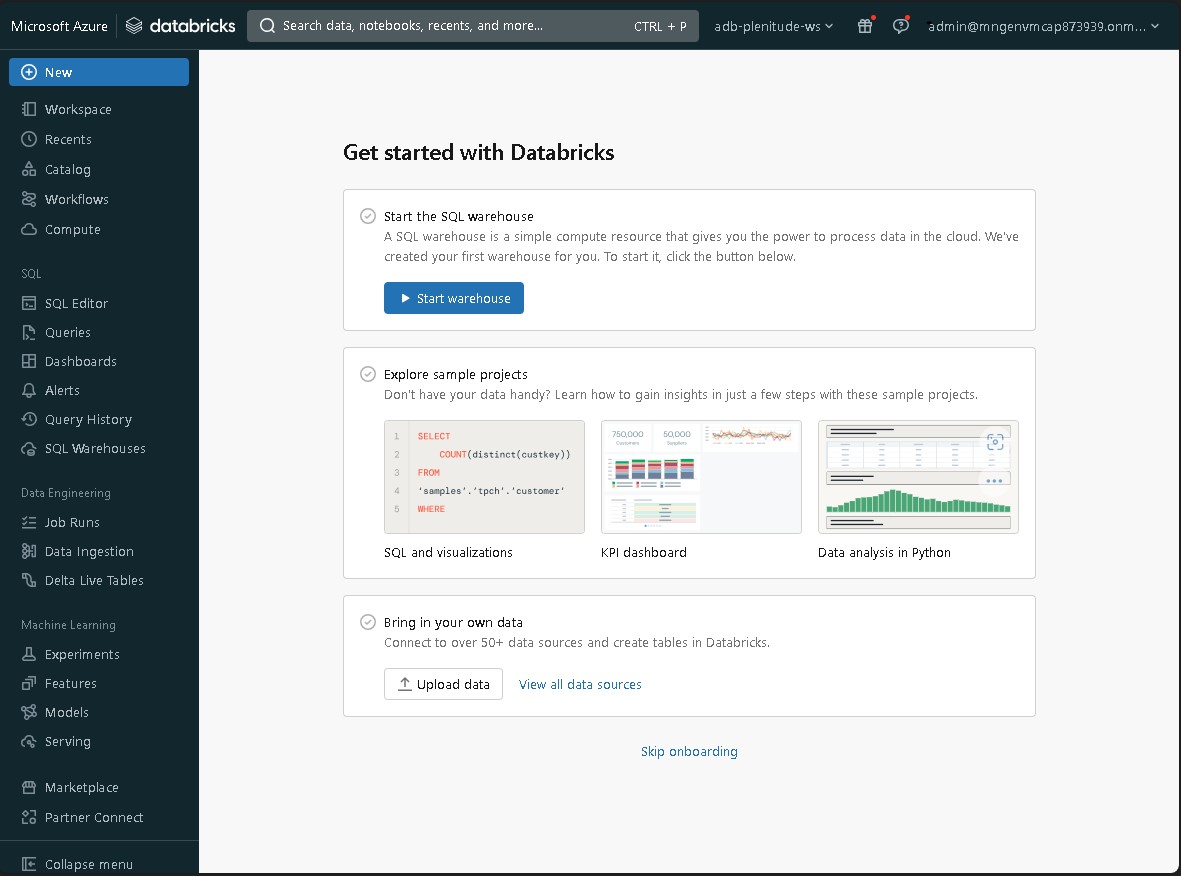 Microsoft Azure
databricks
Search data, notebooks, recents, and more...
CTRL + P
adb-plenitude-ws
admin@mngenvmcap873939.onm...
New
Workspace
Recents
Catalog
Workflows
Compute
SQL
SQL Editor
Queries
Dashboards
Alerts
Query History
SQL Warehouses
Data Engineering
Job Runs
Data Ingestion
Delta Live Tables
Machine Learning
Experiments
Features
Models
Serving
Marketplace
Partner Connect
Collapse menu
Get started with Databricks
Start the SQL warehouse
A SQL warehouse is a simple compute resource that gives you the power to process data in the cloud. We've
created your first warehouse for you. To start it, click the button below.
Start warehouse
Explore sample projects
Don't have your data handy? Learn how to gain insights in just a few steps with these sample projects.
1 SELECT
2 COUNT(distinct(custkey))
3 FROM
4 'samples'.'tpch'.'customer'
5 WHERE
750,000
Customers
50,000
Suppliers
SQL and visualizations
KPI dashboard
Data analysis in Python
Bring in your own data
Connect to over 50+ data sources and create tables in Databricks.
Upload data
View all data sources
Skip onboarding